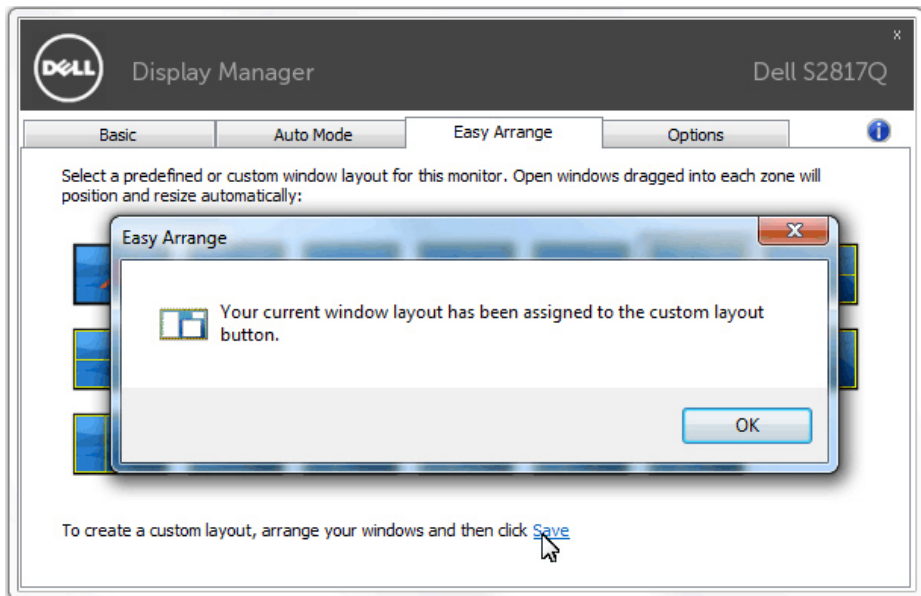 DELL
Display Manager
Dell S2817Q
x
Basic
Auto Mode
Easy Arrange
Options
i
Select a predefined or custom window layout for this monitor. Open windows dragged into each zone will
position and resize automatically:
Easy Arrange
x
Your current window layout has been assigned to the custom layout
button.
OK
To create a custom layout, arrange your windows and then click Save